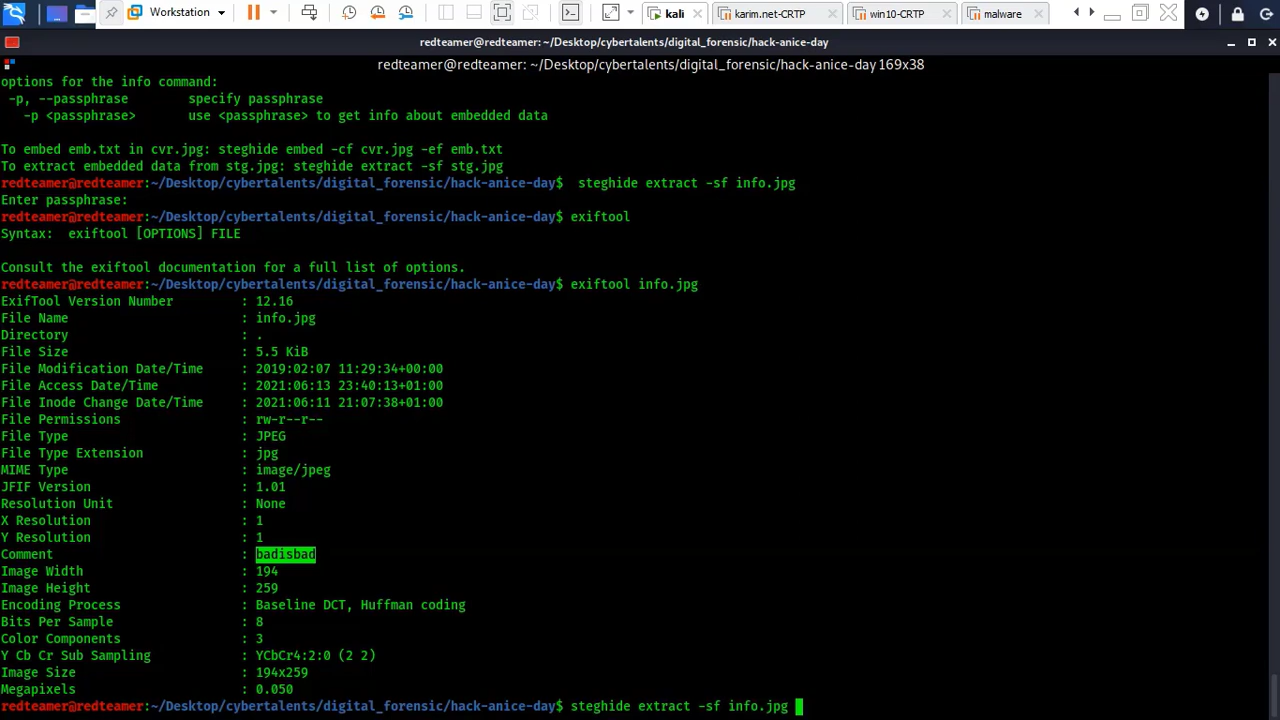 Workstation
kali
karim.net-CRTP
win10-CRTP
malware
redteamer@redteamer: ~/Desktop/cybertalents/digital_forensic/hack-anice-day
redteamer@redteamer: ~/Desktop/cybertalents/digital_forensic/hack-anice-day 169x38
options for the info command:
-p, --passphrase        specify passphrase
-p <passphrase>       use <passphrase> to get info about embedded data
To embed emb.txt in cvr.jpg: steghide embed -cf cvr.jpg -ef emb.txt
To extract embedded data from stg.jpg: steghide extract -sf stg.jpg
redteamer@redteamer:~/Desktop/cybertalents/digital_forensic/hack-anice-day$  steghide extract -sf info.jpg
Enter passphrase:
redteamer@redteamer:~/Desktop/cybertalents/digital_forensic/hack-anice-day$ exiftool
Syntax:  exiftool [OPTIONS] FILE
Consult the exiftool documentation for a full list of options.
redteamer@redteamer:~/Desktop/cybertalents/digital_forensic/hack-anice-day$ exiftool info.jpg
ExifTool Version Number         : 12.16
File Name                       : info.jpg
Directory                       : .
File Size                       : 5.5 KiB
File Modification Date/Time     : 2019:02:07 11:29:34+00:00
File Access Date/Time           : 2021:06:13 23:40:13+01:00
File Inode Change Date/Time     : 2021:06:11 21:07:38+01:00
File Permissions                : rw-r--r--
File Type                       : JPEG
File Type Extension             : jpg
MIME Type                       : image/jpeg
JFIF Version                    : 1.01
Resolution Unit                 : None
X Resolution                    : 1
Y Resolution                    : 1
Comment                         : badisbad
Image Width                     : 194
Image Height                    : 259
Encoding Process                : Baseline DCT, Huffman coding
Bits Per Sample                 : 8
Color Components                : 3
Y Cb Cr Sub Sampling            : YCbCr4:2:0 (2 2)
Image Size                      : 194x259
Megapixels                      : 0.050
redteamer@redteamer:~/Desktop/cybertalents/digital_forensic/hack-anice-day$ steghide extract -sf info.jpg